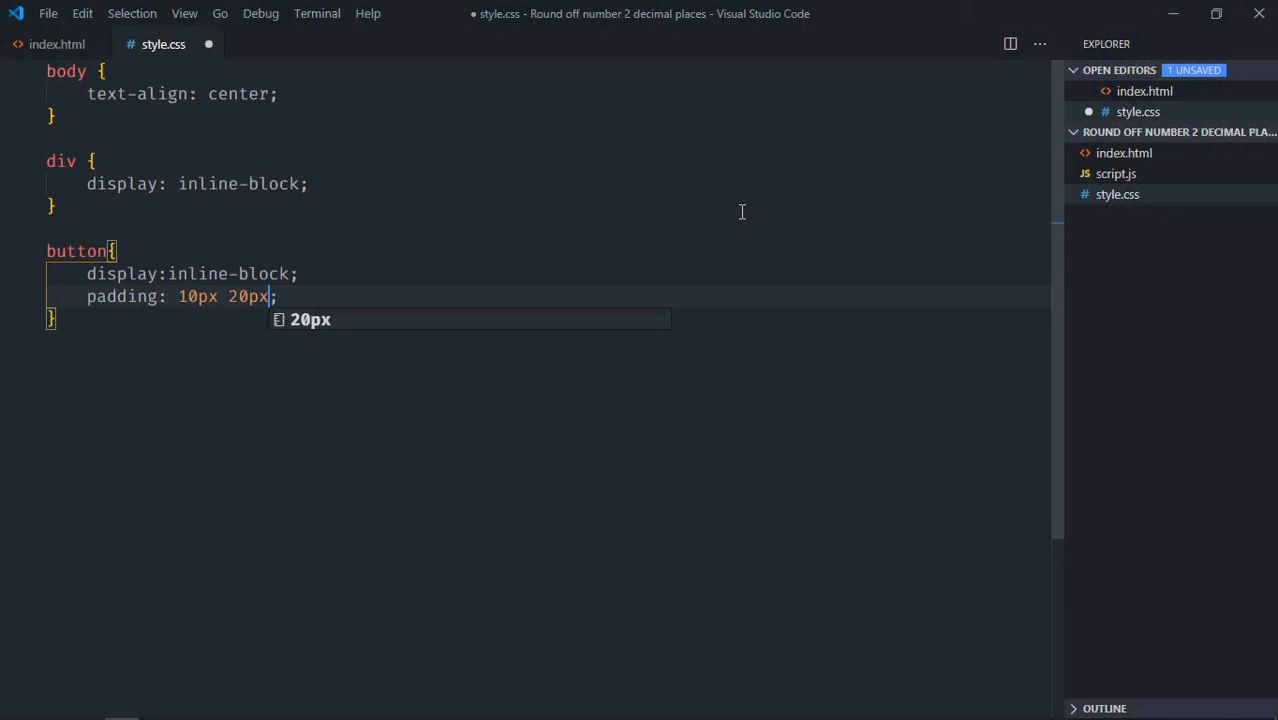 File Edit Selection View Go Debug Terminal Help
● style.css - Round off number 2 decimal places - Visual Studio Code
<> index.html
# style.css ●
body {
    text-align: center;
}
div {
    display: inline-block;
}
button{
    display:inline-block;
    padding: 10px 20px;
}
20px
EXPLORER
OPEN EDITORS 1 UNSAVED
<> index.html
● # style.css
ROUND OFF NUMBER 2 DECIMAL PLA...
<> index.html
JS script.js
# style.css
OUTLINE